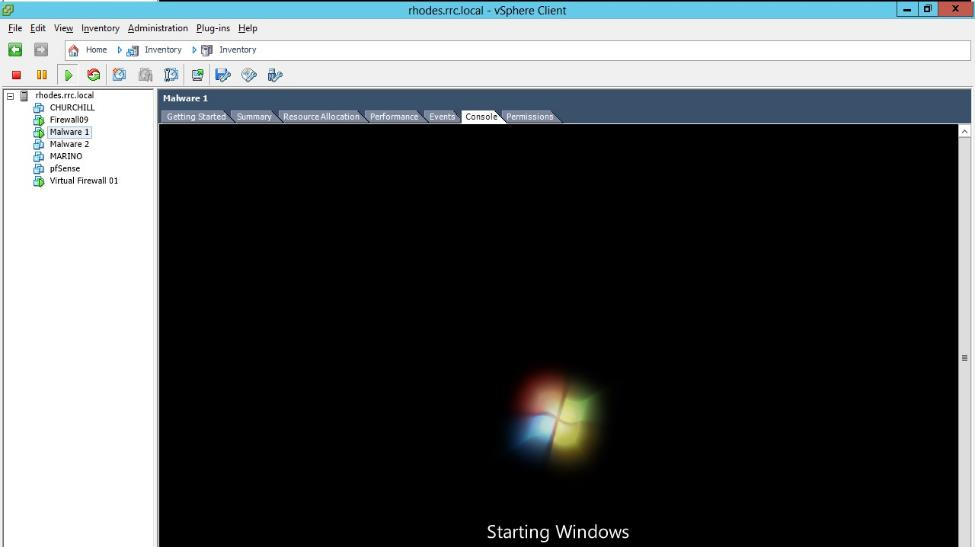 rhodes.rrc.local - vSphere Client
File Edit View Inventory Administration Plug-ins Help
Home Inventory Inventory
rhodes.rrc.local
CHURCHILL
Firewall09
Malware 1
Malware 2
MARINO
pfSense
Virtual Firewall 01
Malware 1
Getting Started Summary Resource Allocation Performance Events Console Permissions
Starting Windows